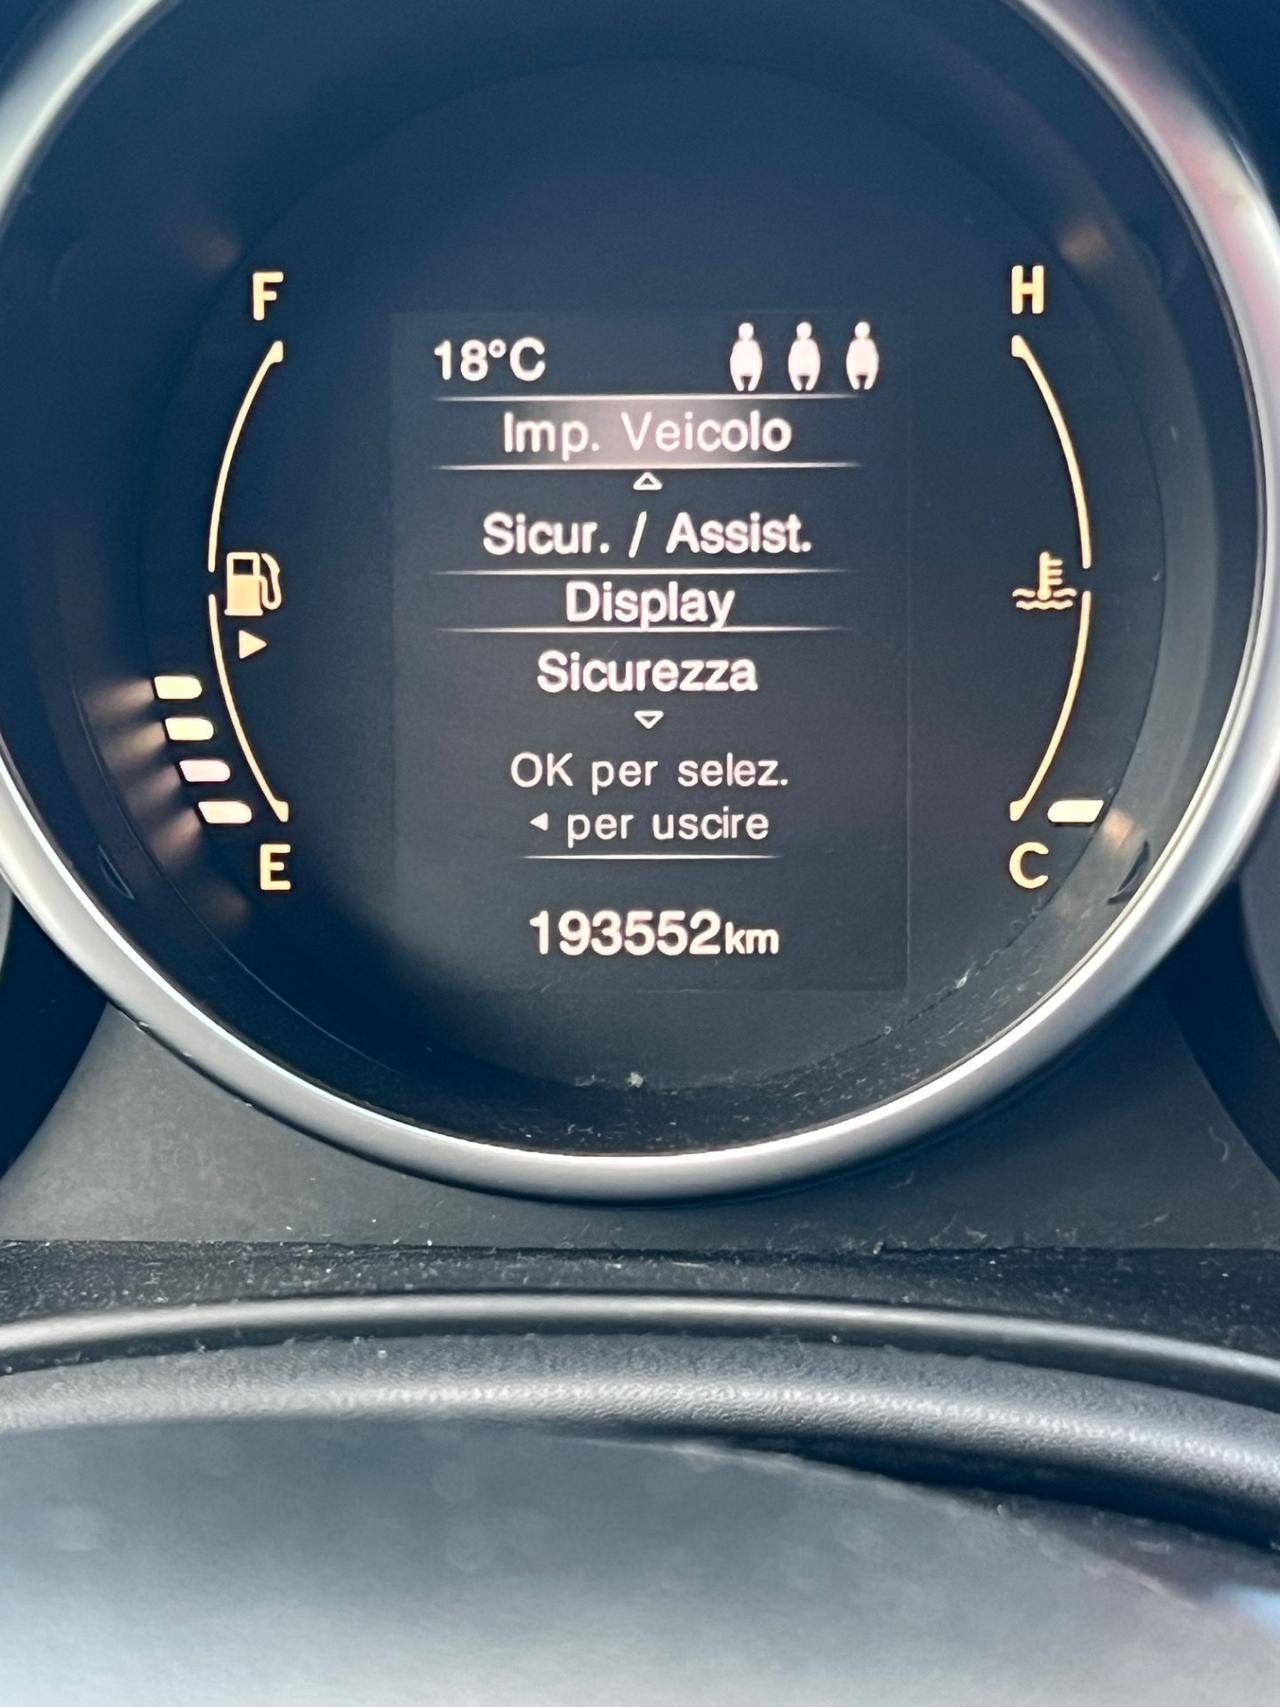 F
H
18°C
Imp. Veicolo
Sicur. / Assist.
Display
Sicurezza
OK per selez.
◂ per uscire
E
C
193552km